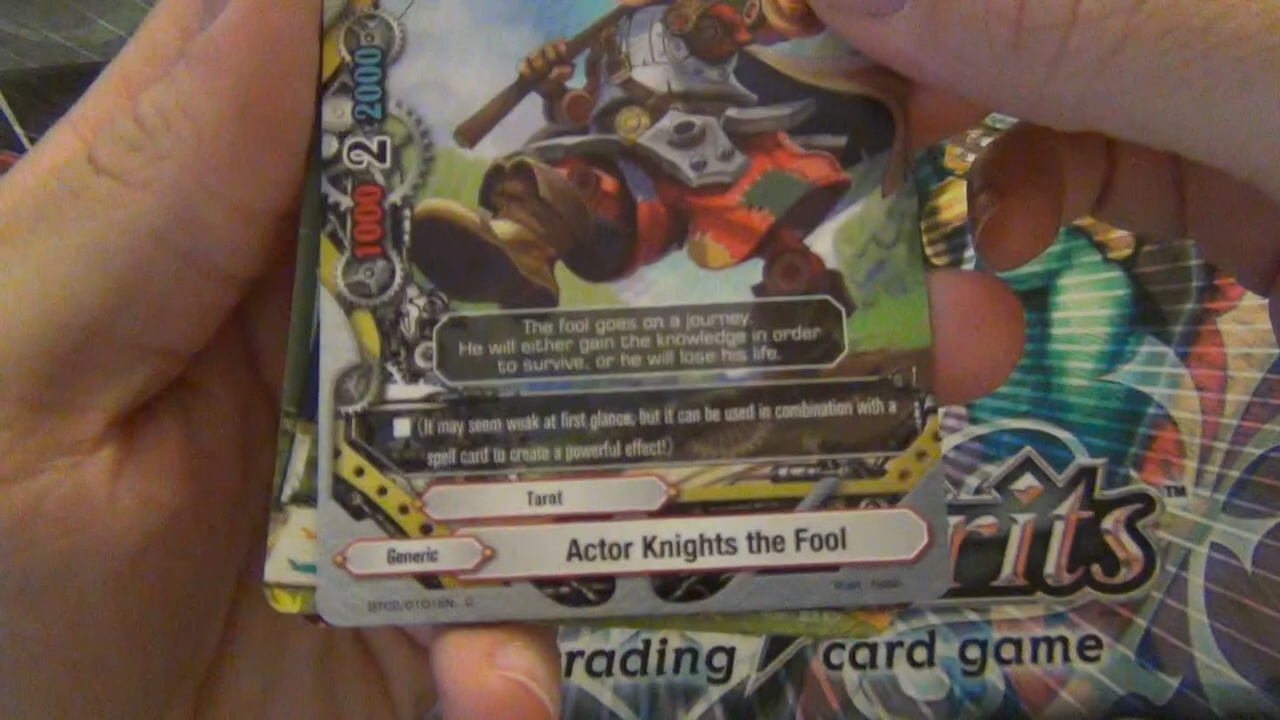 2000
2
1000
The fool goes on a journey.
He will either gain the knowledge in order
to survive, or he will lose his life.
(It may seem weak at first glance, but it can be used in combination with a
spell card to create a powerful effect!)
Tarot
Generic
Actor Knights the Fool
rits
TM
rading card game